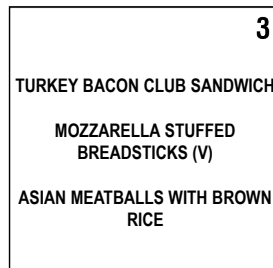 3
TURKEY BACON CLUB SANDWICH
MOZZARELLA STUFFED
BREADSTICKS (V)
ASIAN MEATBALLS WITH BROWN
RICE